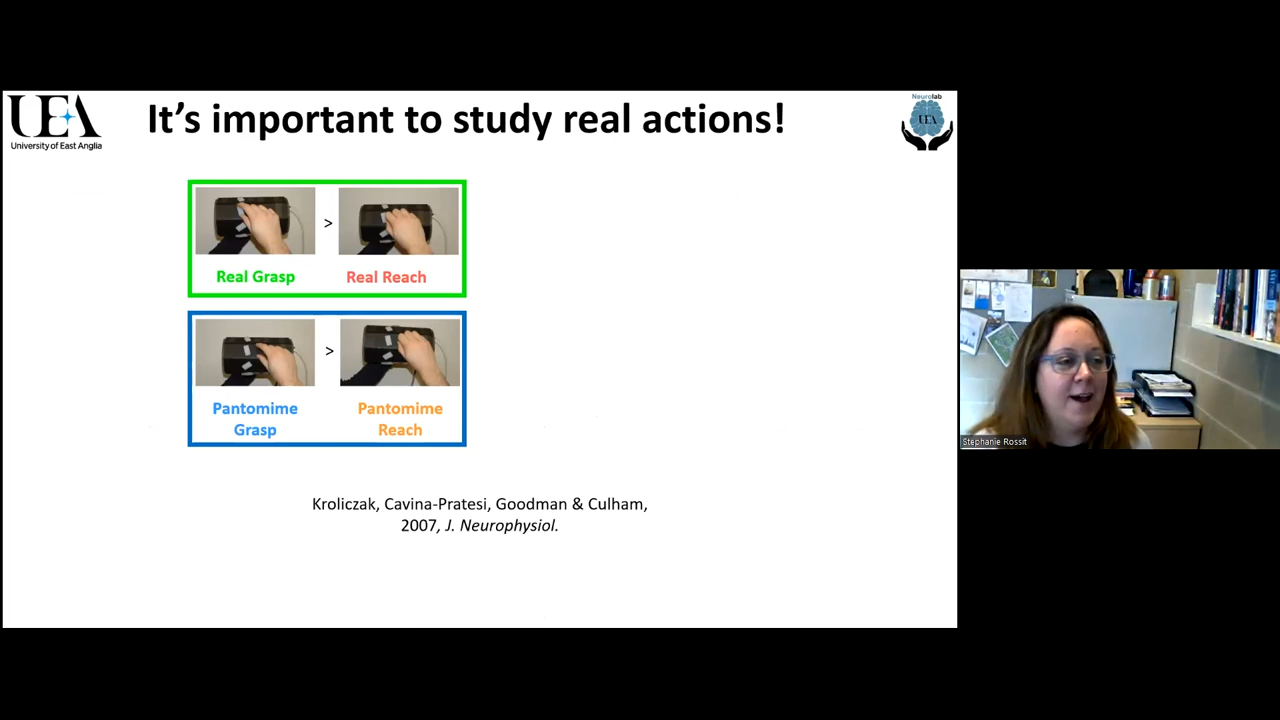 UEA
University of East Anglia
It's important to study real actions!
Neurolab
UEA
>
Real Grasp
Real Reach
>
Pantomime
Grasp
Pantomime
Reach
Kroliczak, Cavina-Pratesi, Goodman & Culham,
2007, J. Neurophysiol.
Stephanie Rossit